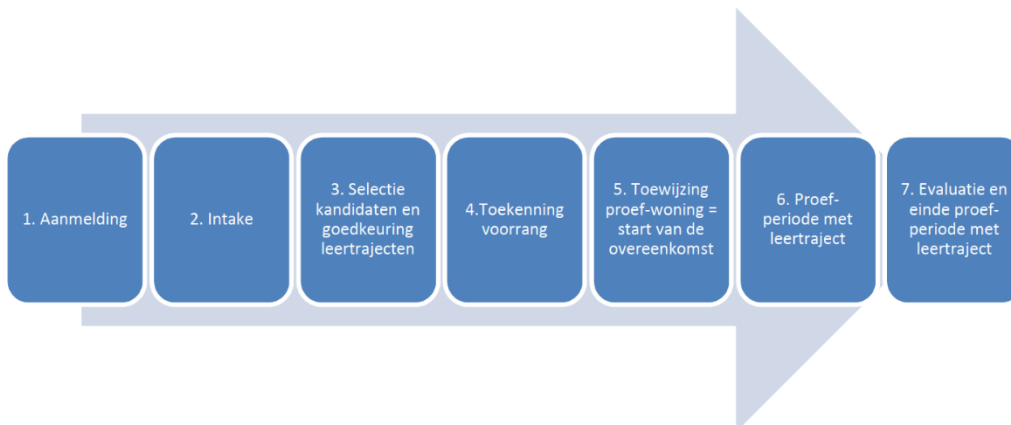 1. Aanmelding
2. Intake
3. Selectie
kandidaten en
goedkeuring
leertrajecten
4.Toekenning
voorrang
5. Toewijzing
proef-woning =
start van de
overeenkomst
6. Proef-
periode met
leertraject
7. Evaluatie en
einde proef-
periode met
leertraject